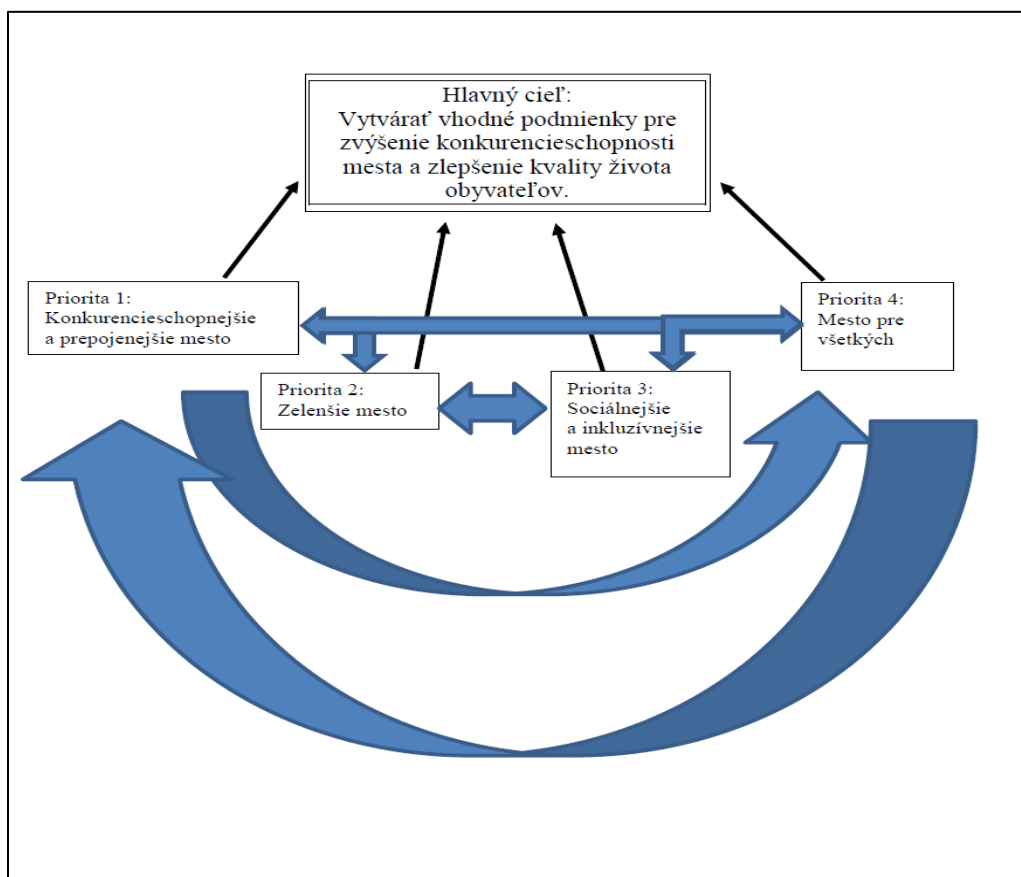 Hlavný cieľ:
Vytvárať vhodné podmienky pre
zvýšenie konkurencieschopnosti
mesta a zlepšenie kvality života
obyvateľov.
Priorita 1:
Konkurencieschopnejšie
a prepojenejšie mesto
Priorita 4:
Mesto pre
všetkých
Priorita 2:
Zelenšie mesto
Priorita 3:
Sociálnejšie
a inkluzívnejšie
mesto